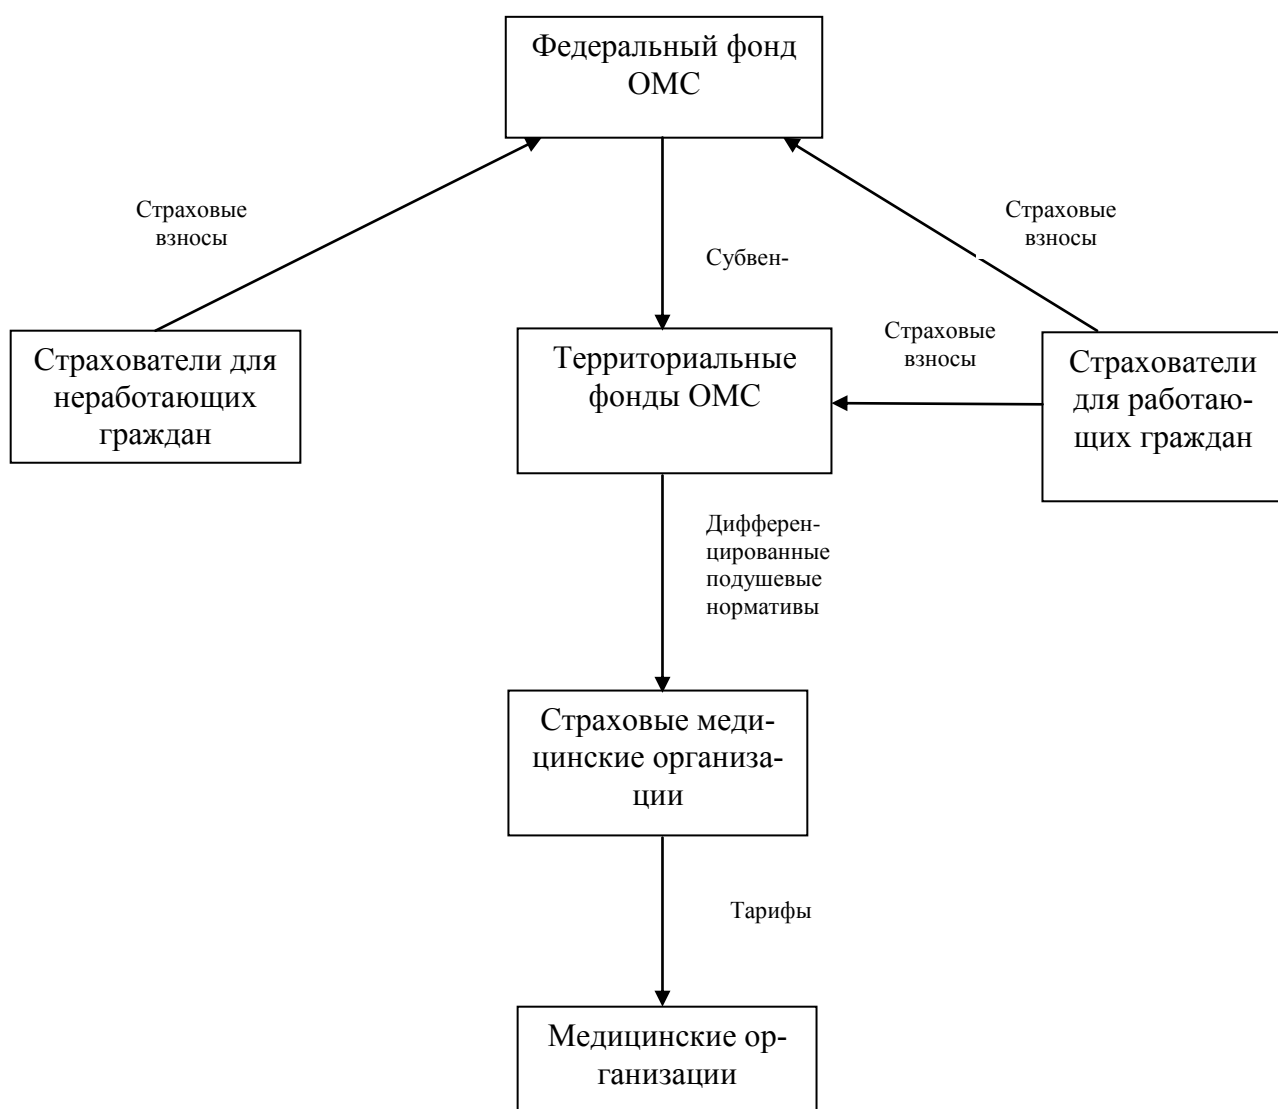 Федеральный фонд
ОМС
Страховые
взносы
Страховые
взносы
Субвен-
Страхователи для
неработающих
граждан
Территориальные
фонды ОМС
Страховые
взносы
Страхователи
для работаю-
щих граждан
Дифферен-
цированные
подушевые
нормативы
Страховые меди-
цинские организа-
ции
Тарифы
Медицинские ор-
ганизации